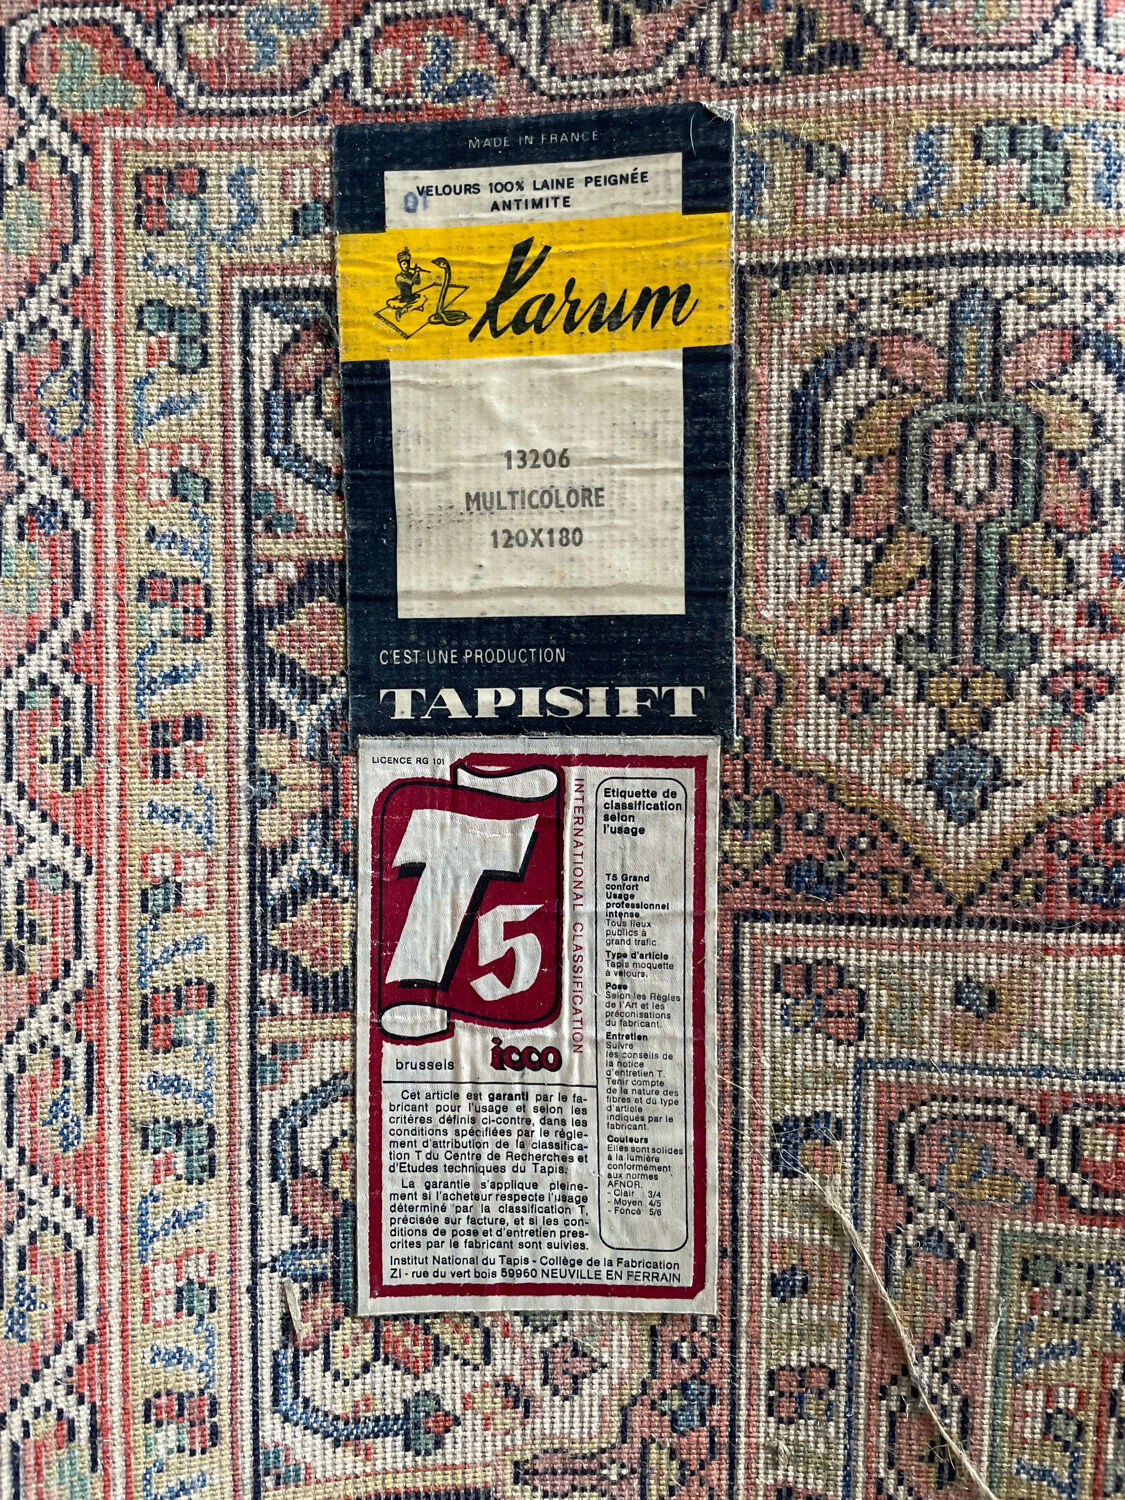 MADE IN FRANCE
VELOURS 100% LAINE PEIGNÉE
ANTIMITE
01
Karum
13206
MULTICOLORE
120X180
C'EST UNE PRODUCTION
TAPISIFT
LICENCE RG 101
T5
INTERNATIONAL CLASSIFICATION
brussels
icco
Cet article est garanti par le fa-
bricant pour l'usage et selon les
critères définis ci-contre, dans les
conditions spécifiées par le règle-
ment d'attribution de la classifica-
tion T du Centre de Recherches et
d'Etudes techniques du Tapis.
La garantie s'applique pleine-
ment si l'acheteur respecte l'usage
déterminé par la classification T,
précisée sur facture, et si les con-
ditions de pose et d'entretien pres-
crites par le fabricant sont suivies.
Etiquette de
classification
selon
l'usage
T5 Grand
confort
Usage
professionnel
intense
Tous lieux
publics à
grand trafic.
Type d'article
Tapis moquette
à velours.
Pose
Selon les Règles
de l'Art et les
préconisations
du fabricant.
Entretien
Suivre
les conseils de
la notice
d'entretien T.
Tenir compte
de la nature des
fibres et du type
d'article
indiqués par le
fabricant.
Couleurs
Elles sont solides
à la lumière
conformément
aux normes
AFNOR.
- Clair 3/4
- Moyen 4/5
- Foncé 5/6
Institut National du Tapis - Collège de la Fabrication
ZI - rue du vert bois 59960 NEUVILLE EN FERRAIN